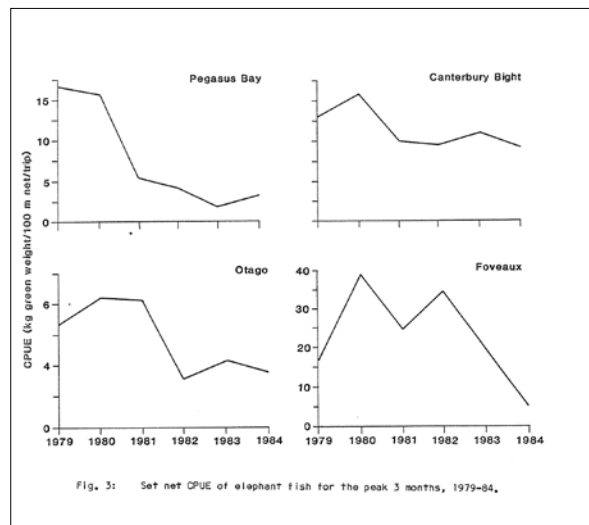 Pegasus Bay
Canterbury Bight
15
10
5
0
CPUE (kg green weight/100 m net/trip)
Otago
Foveaux
6
4
0
40
30
20
10
0
1979 1980 1981 1982 1983 1984
1979 1980 1981 1982 1983 1984
Fig. 3: Set net CPUE of elephant fish for the peak 3 months, 1979-84.